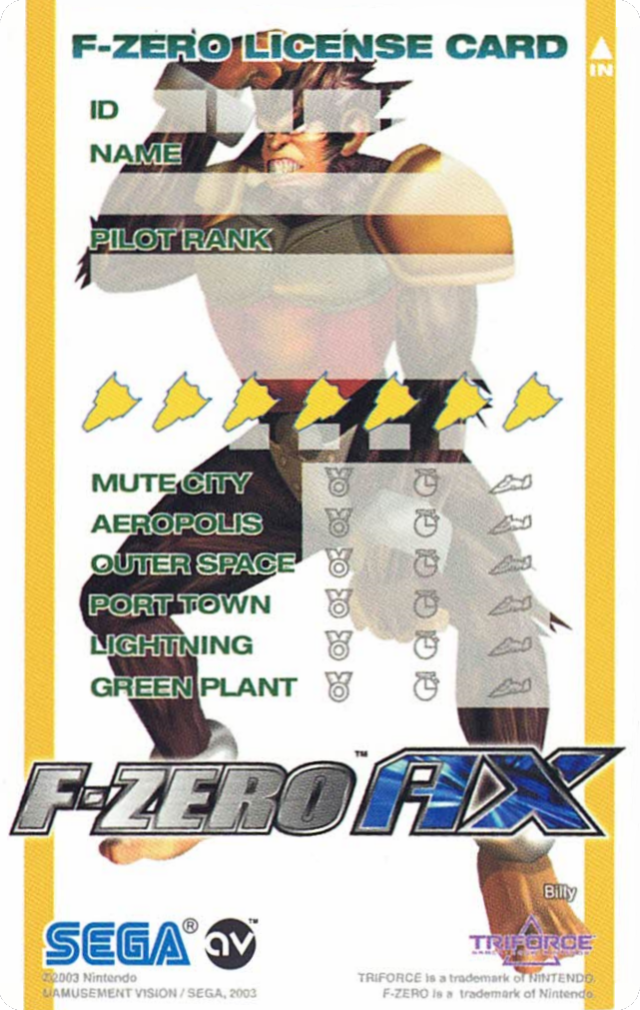 F-ZERO LICENSE CARD
IN
ID
NAME
PILOT RANK
MUTE CITY
AEROPOLIS
OUTER SPACE
PORT TOWN
LIGHTNING
GREEN PLANT
F-ZERO™ AX
Billy
SEGA® av™
TRIFORCE
©2003 Nintendo
©AMUSEMENT VISION / SEGA, 2003
TRIFORCE is a trademark of NINTENDO.
F-ZERO is a trademark of Nintendo.